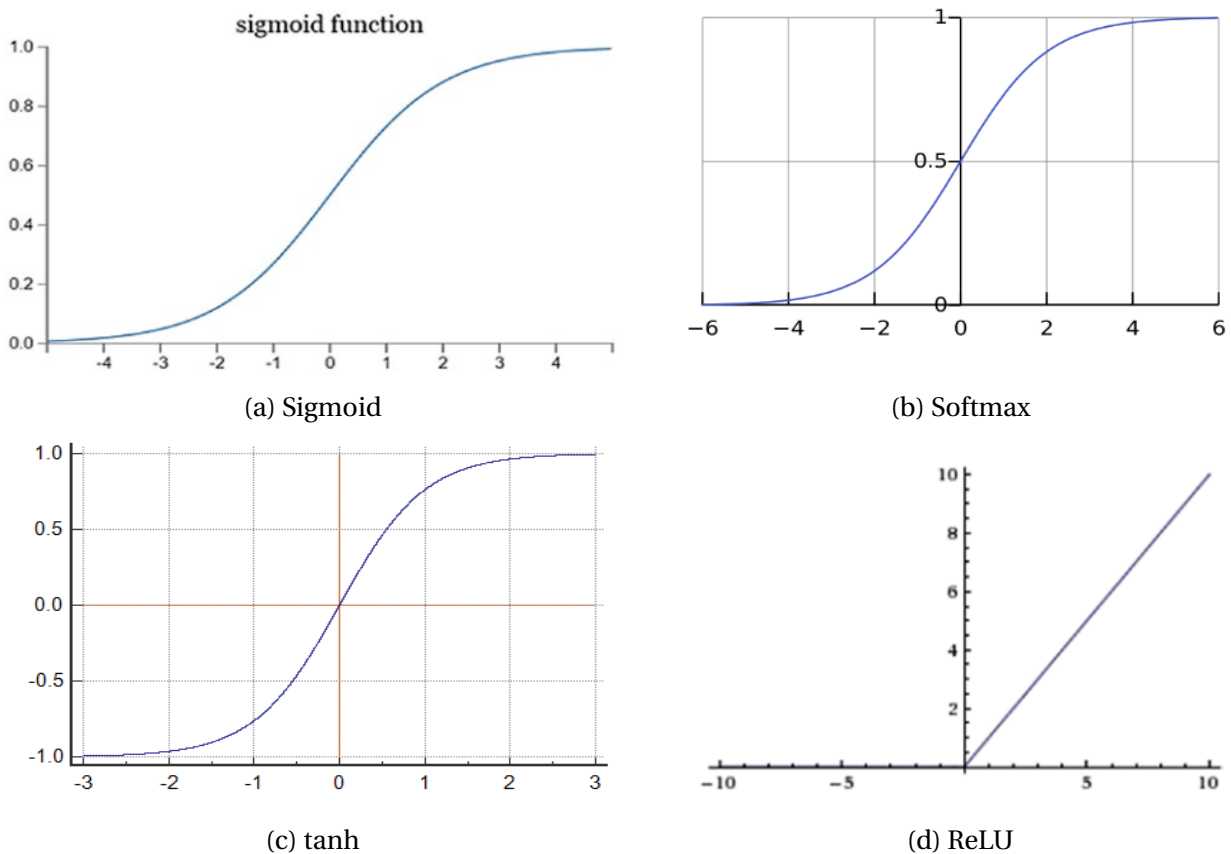 sigmoid function
1.0
0.8
0.6
0.4
0.2
0.0
-4 -3 -2 -1 0 1 2 3 4
(a) Sigmoid
1
0.5
0
−6 −4 −2 0 2 4 6
(b) Softmax
1.0
0.5
0.0
-0.5
-1.0
-3 -2 -1 0 1 2 3
(c) tanh
10
8
6
4
2
−10 −5 5 10
(d) ReLU